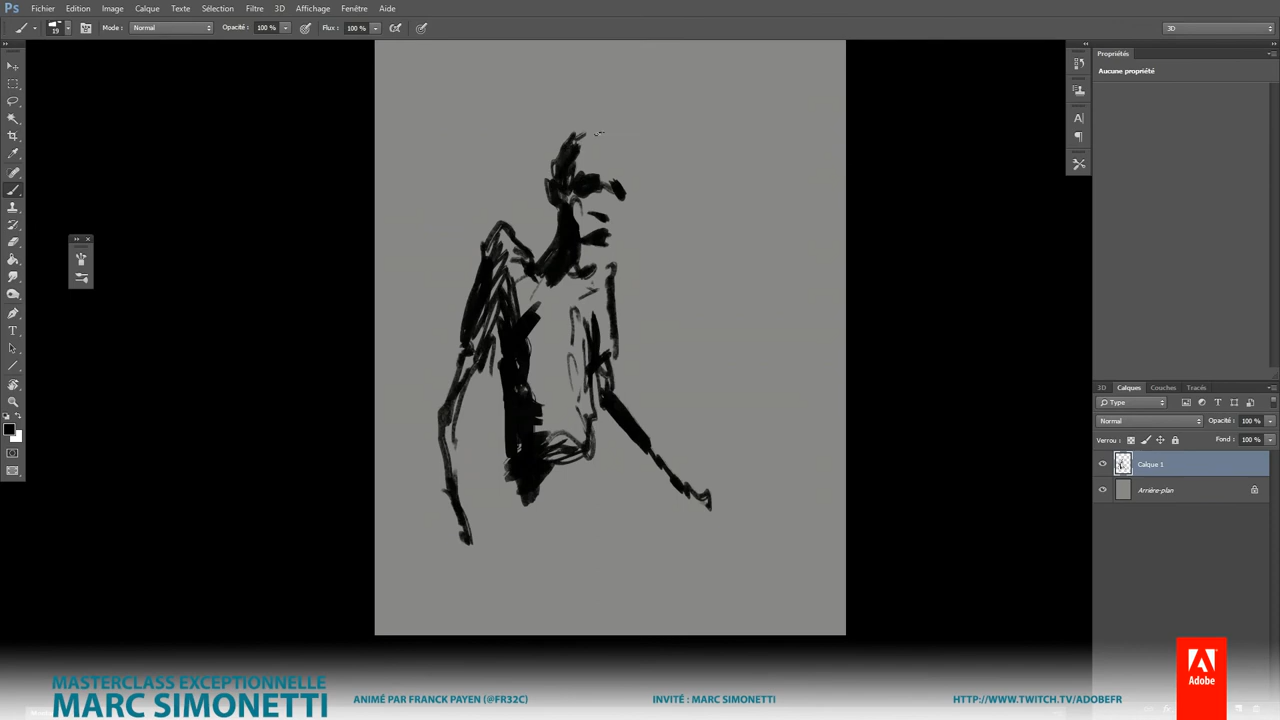 Ps Fichier Edition Image Calque Texte Sélection Filtre 3D Affichage Fenêtre Aide
19 Mode : Normal Opacité : 100 % Flux : 100 % 3D
Propriétés
Aucune propriété
3D Calques Couches Tracés
Type
Normal Opacité : 100 %
Verrou : Fond : 100 %
Calque 1
Arrière-plan
Adobe
MASTERCLASS EXCEPTIONNELLE
MARC SIMONETTI
ANIMÉ PAR FRANCK PAYEN (@FR32C) INVITÉ : MARC SIMONETTI HTTP://WWW.TWITCH.TV/ADOBEFR